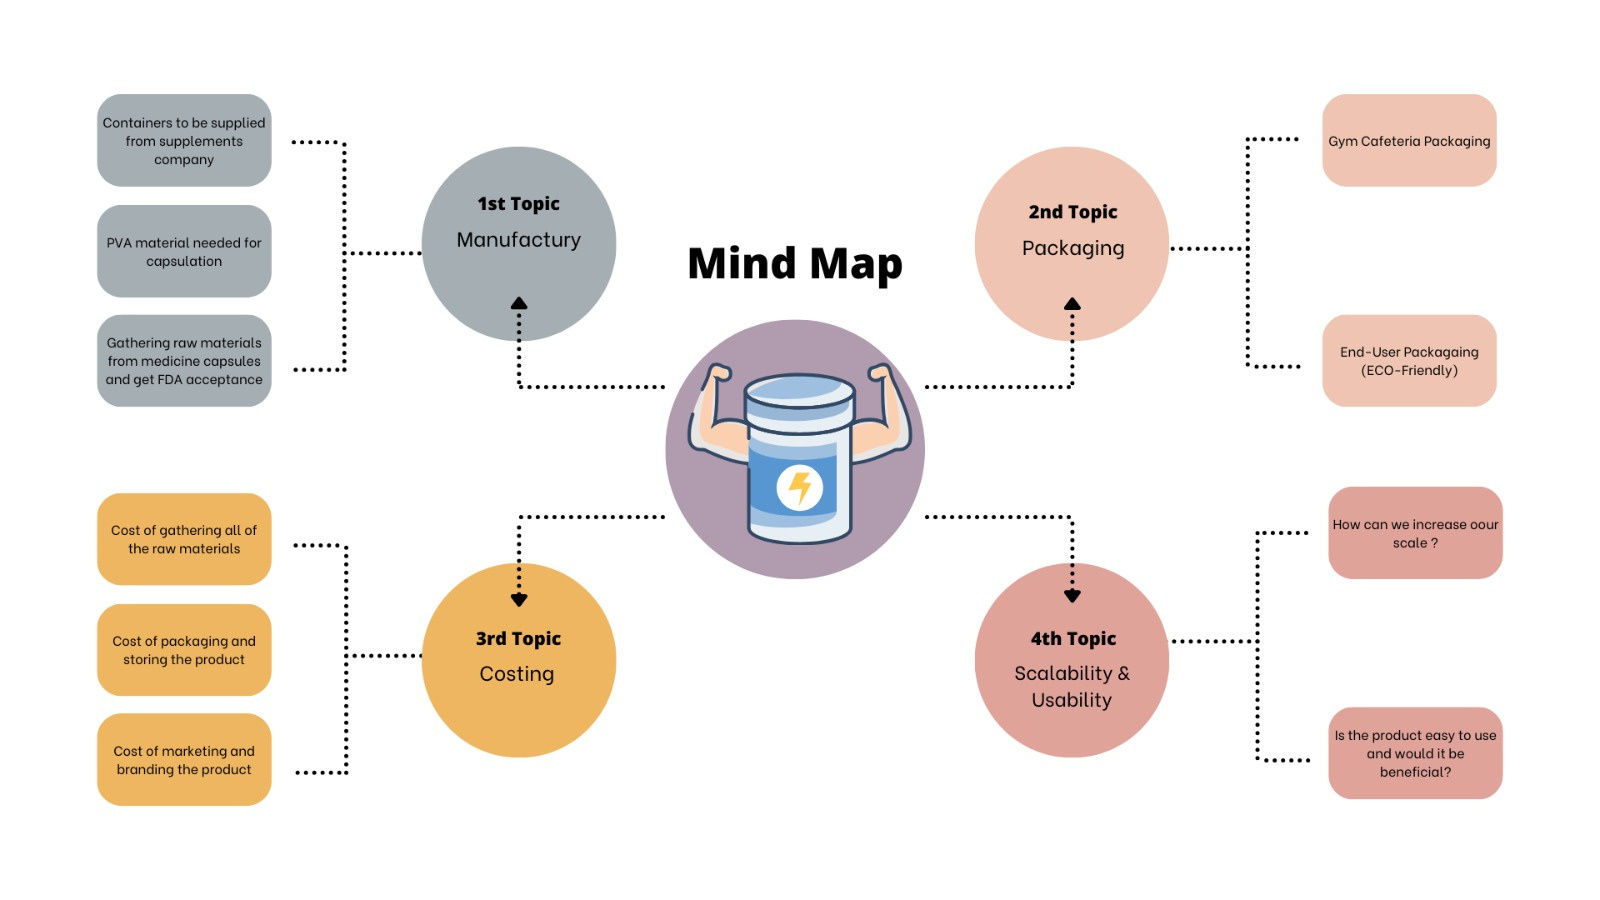 Mind Map
1st Topic
Manufactury
Containers to be supplied
from supplements
company
PVA material needed for
capsulation
Gathering raw materials
from medicine capsules
and get FDA acceptance
2nd Topic
Packaging
Gym Cafeteria Packaging
End-User Packagaing
(ECO-Friendly)
3rd Topic
Costing
Cost of gathering all of
the raw materials
Cost of packaging and
storing the product
Cost of marketing and
branding the product
4th Topic
Scalability &
Usability
How can we increase oour
scale ?
Is the product easy to use
and would it be
beneficial?